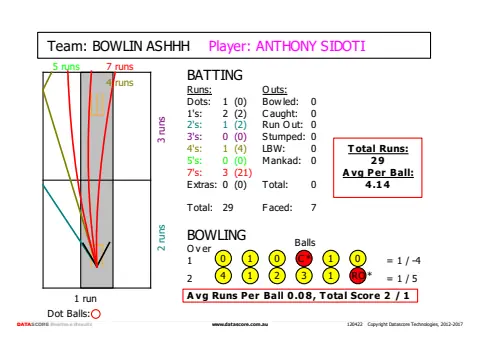 Team: BOWLIN ASHHH Player: ANTHONY SIDOTI
5 runs 7 runs
4 runs
3 runs
2 runs
1 run
Dot Balls:
BATTING
Runs: Outs:
Dots: 1 (0) Bowled: 0
1's: 2 (2) Caught: 0
2's: 1 (2) Run Out: 0
3's: 0 (0) Stumped: 0
4's: 1 (4) LBW: 0
5's: 0 (0) Mankad: 0
7's: 3 (21)
Extras: 0 (0) Total: 0
Total: 29 Faced: 7
Total Runs:
29
Avg Per Ball:
4.14
BOWLING
Over Balls
1 0 1 0 C* 1 0 = 1 / -4
2 4 1 2 3 1 RO* = 1 / 5
Avg Runs Per Ball 0.08, Total Score 2 / 1
DATASCORE Business Results www.datascore.com.au 130422 Copyright Datascore Technologies, 2012-2017